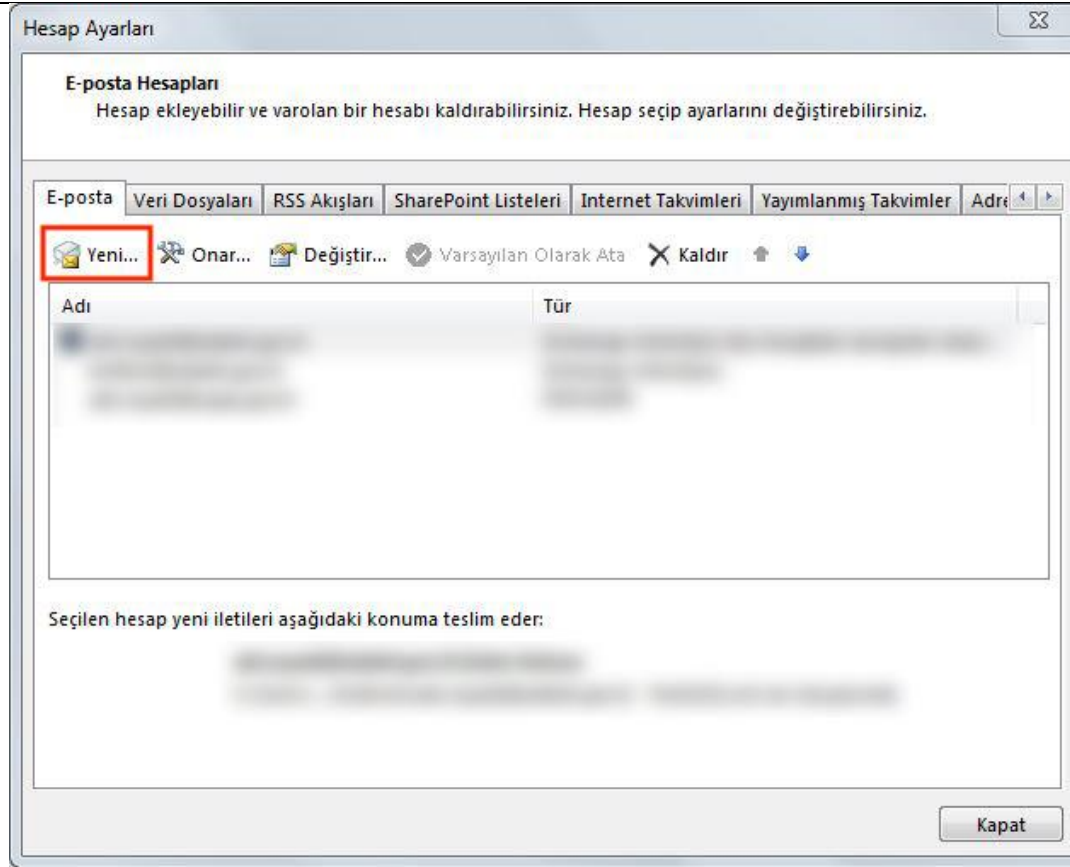 Hesap Ayarları
E-posta Hesapları
Hesap ekleyebilir ve varolan bir hesabı kaldırabilirsiniz. Hesap seçip ayarlarını değiştirebilirsiniz.
E-posta Veri Dosyaları RSS Akışları SharePoint Listeleri Internet Takvimleri Yayımlanmış Takvimler
Yeni... Onar... Değiştir... Varsayılan Olarak Ata Kaldır
Adı Tür
Seçilen hesap yeni iletileri aşağıdaki konuma teslim eder:
Kapat